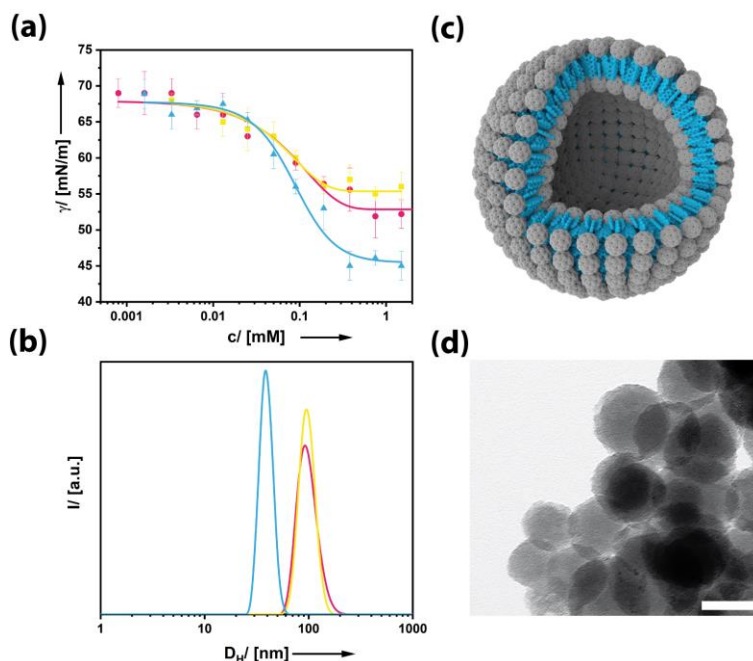 (a)
75
70
65
60
55
50
45
40
γ/ [mN/m]
0.001 0.01 0.1 1
c/ [mM]
(b)
I/ [a.u.]
1 10 100 1000
D_H/ [nm]
(c)
(d)